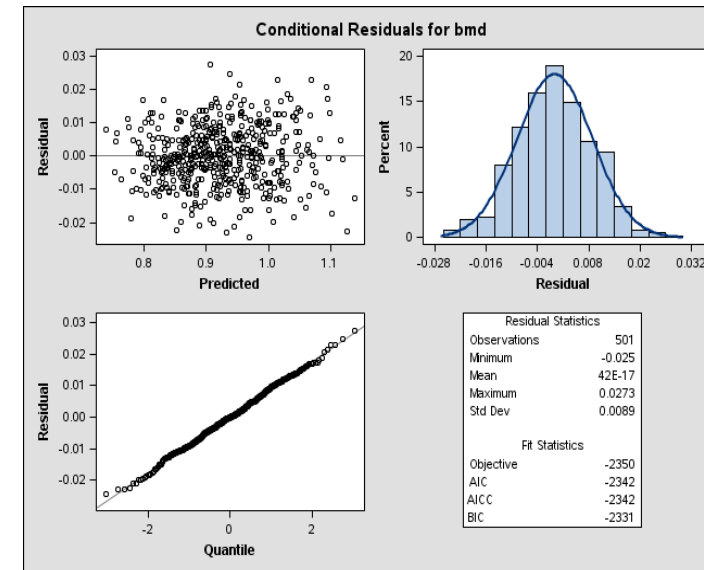 Conditional Residuals for bmd
0.03
0.02
0.01
0.00
-0.01
-0.02
Residual
0.8 0.9 1.0 1.1
Predicted
20
15
10
5
0
Percent
-0.028 -0.016 -0.004 0.008 0.02 0.032
Residual
0.03
0.02
0.01
0.00
-0.01
-0.02
Residual
-2 0 2
Quantile
Residual Statistics
Observations 501
Minimum -0.025
Mean 42E-17
Maximum 0.0273
Std Dev 0.0089
Fit Statistics
Objective -2350
AIC -2342
AICC -2342
BIC -2331